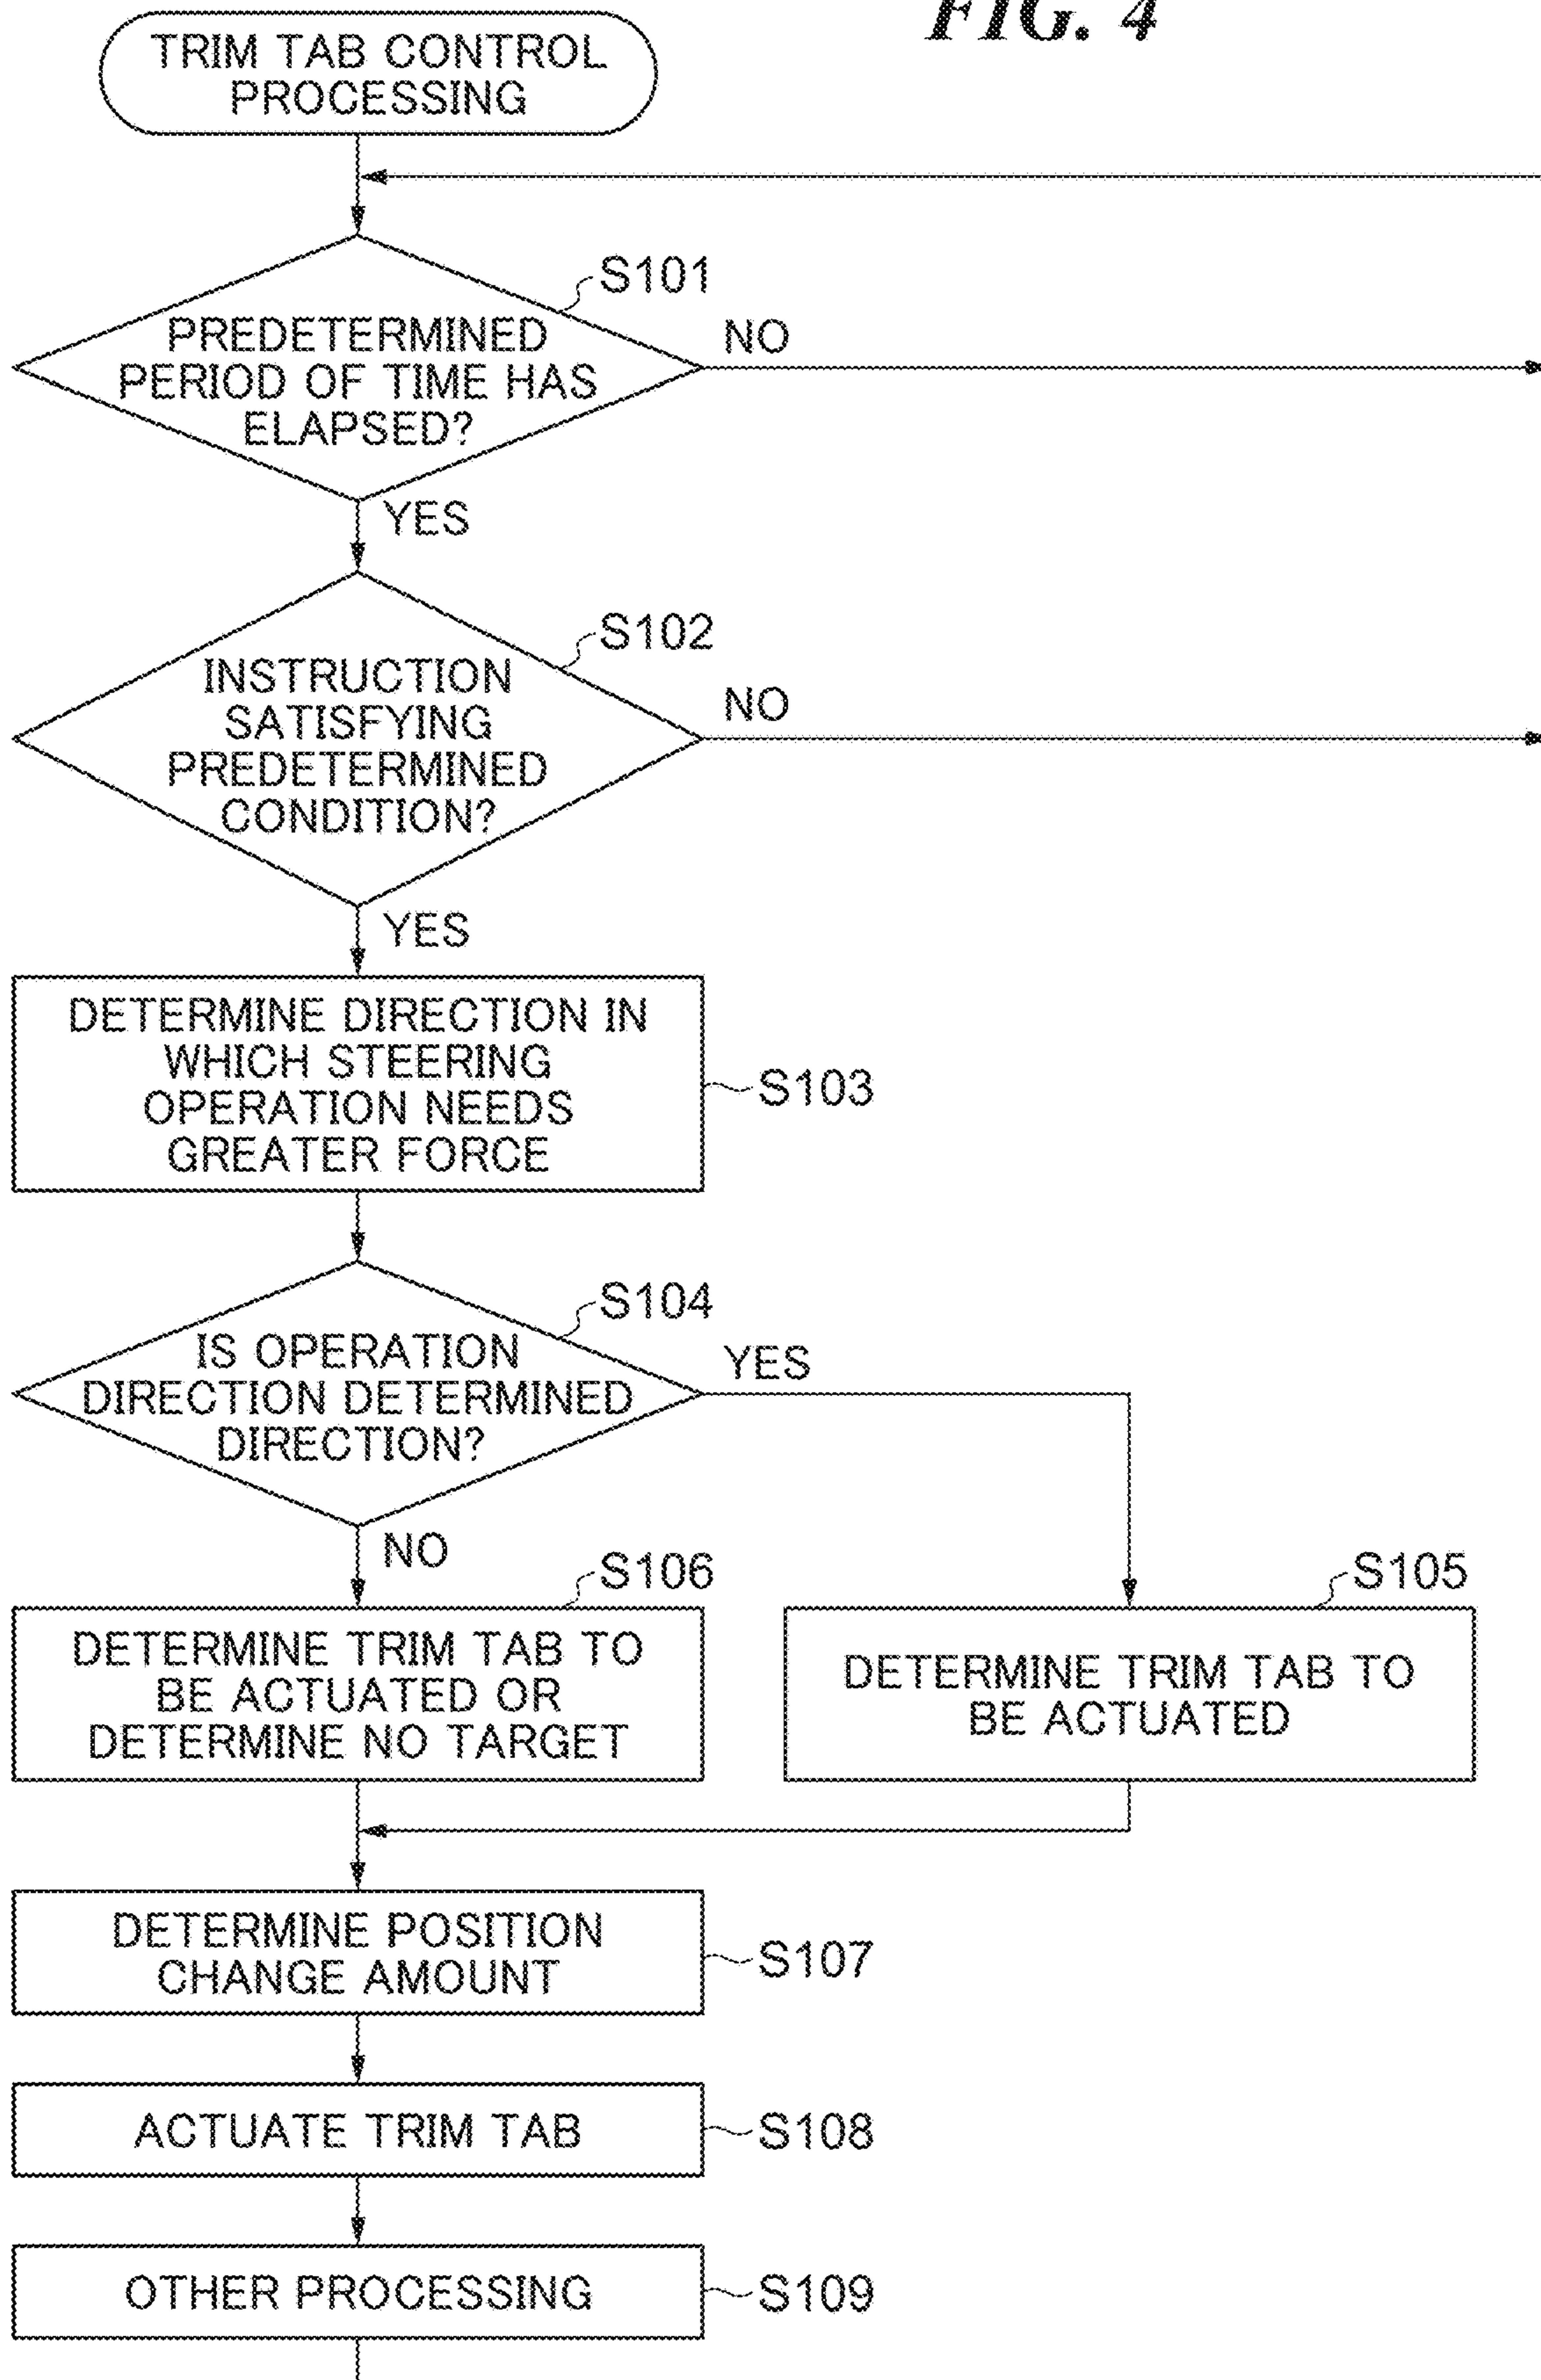 FIG. 4
TRIM TAB CONTROL
PROCESSING
S101
PREDETERMINED
PERIOD OF TIME HAS
ELAPSED?
NO
YES
S102
INSTRUCTION
SATISFYING
PREDETERMINED
CONDITION?
NO
YES
DETERMINE DIRECTION IN
WHICH STEERING
OPERATION NEEDS
GREATER FORCE
S103
S104
IS OPERATION
DIRECTION DETERMINED
DIRECTION?
YES
NO
S106
DETERMINE TRIM TAB TO
BE ACTUATED OR
DETERMINE NO TARGET
S105
DETERMINE TRIM TAB TO
BE ACTUATED
DETERMINE POSITION
CHANGE AMOUNT
S107
ACTUATE TRIM TAB
S108
OTHER PROCESSING
S109